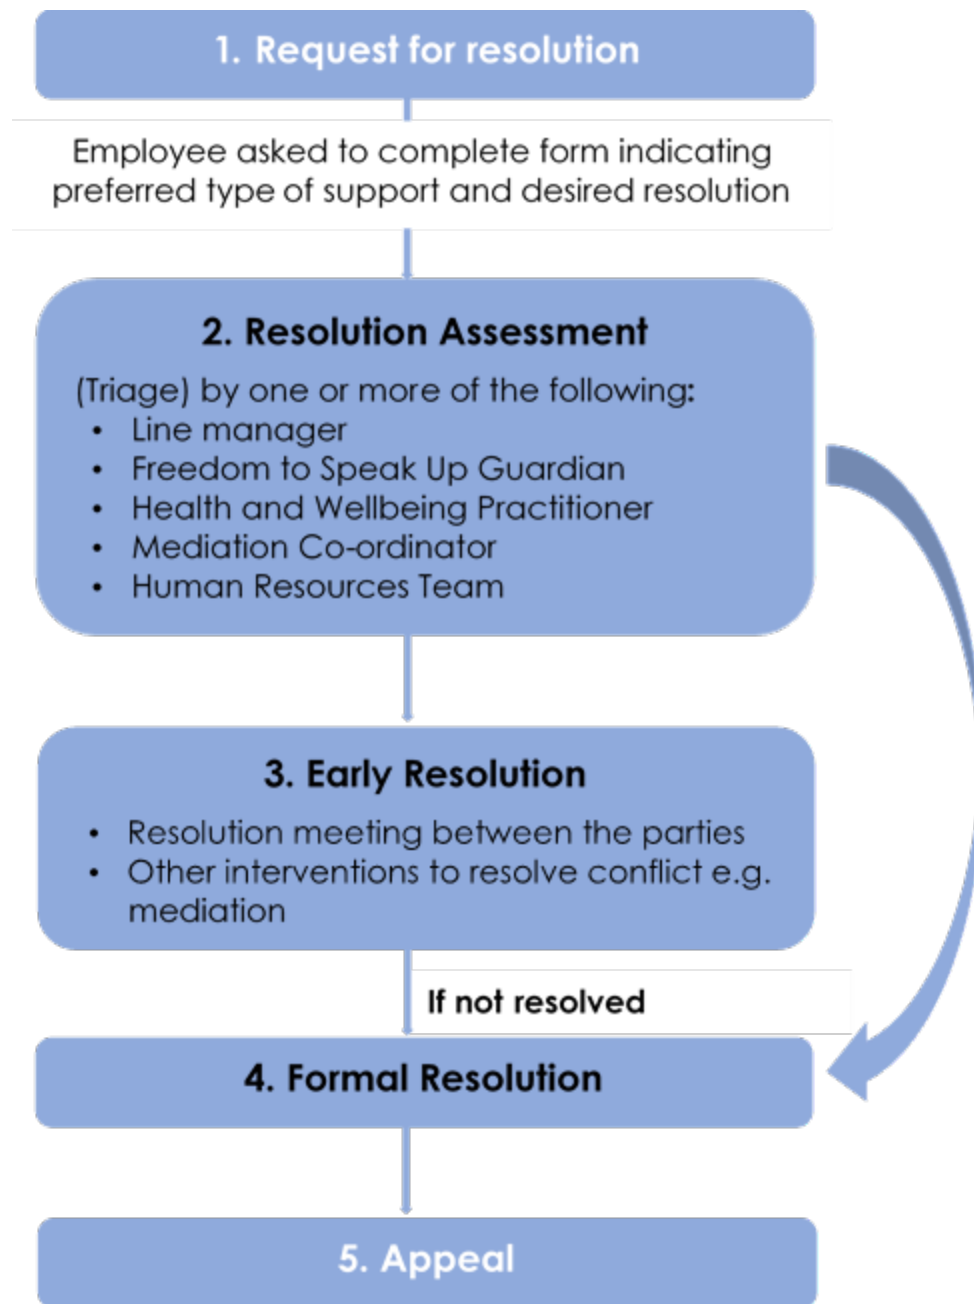 1. Request for resolution
Employee asked to complete form indicating
preferred type of support and desired resolution
2. Resolution Assessment
(Triage) by one or more of the following:
• Line manager
• Freedom to Speak Up Guardian
• Health and Wellbeing Practitioner
• Mediation Co-ordinator
• Human Resources Team
3. Early Resolution
• Resolution meeting between the parties
• Other interventions to resolve conflict e.g.
mediation
If not resolved
4. Formal Resolution
5. Appeal